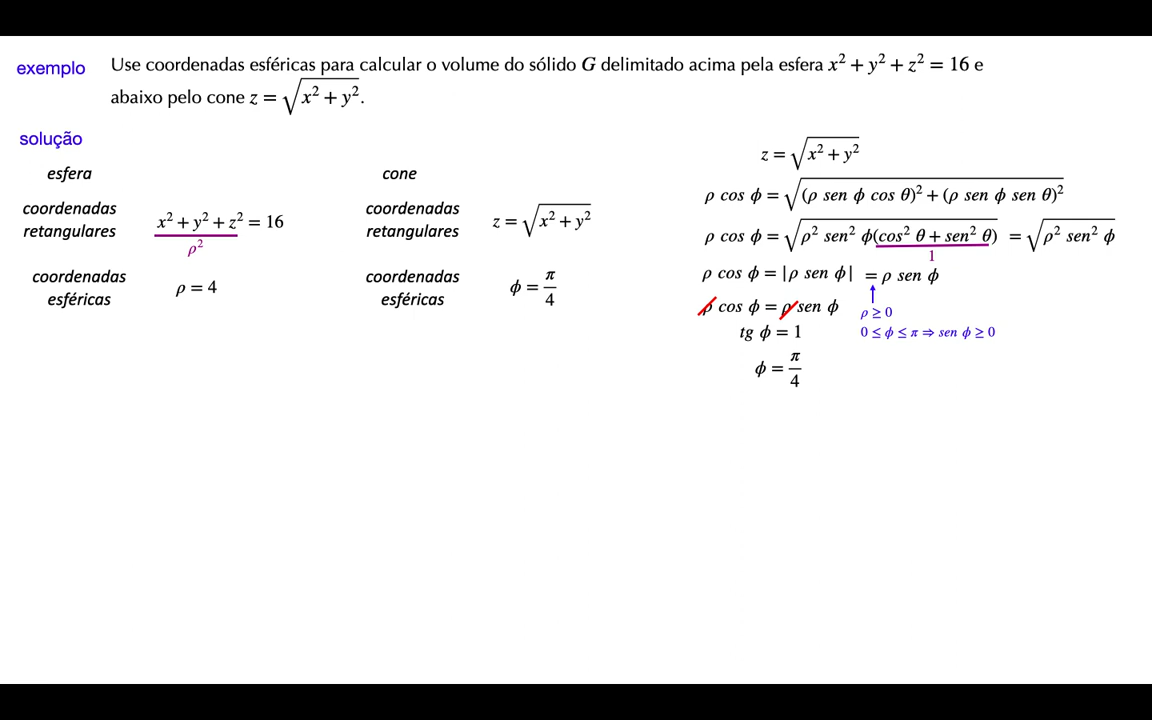 exemplo Use coordenadas esféricas para calcular o volume do sólido G delimitado acima pela esfera x² + y² + z² = 16 e
abaixo pelo cone z = √(x² + y²).
solução
esfera
coordenadas retangulares x² + y² + z² = 16
ρ²
coordenadas esféricas ρ = 4
cone
coordenadas retangulares z = √(x² + y²)
coordenadas esféricas ϕ = π/4
z = √(x² + y²)
ρ cos ϕ = √((ρ sen ϕ cos θ)² + (ρ sen ϕ sen θ)²)
ρ cos ϕ = √(ρ² sen² ϕ(cos² θ + sen² θ)) = √(ρ² sen² ϕ)
1
ρ cos ϕ = |ρ sen ϕ| = ρ sen ϕ
ρ cos ϕ = ρ sen ϕ
ρ ≥ 0
0 ≤ ϕ ≤ π ⇒ sen ϕ ≥ 0
tg ϕ = 1
ϕ = π/4